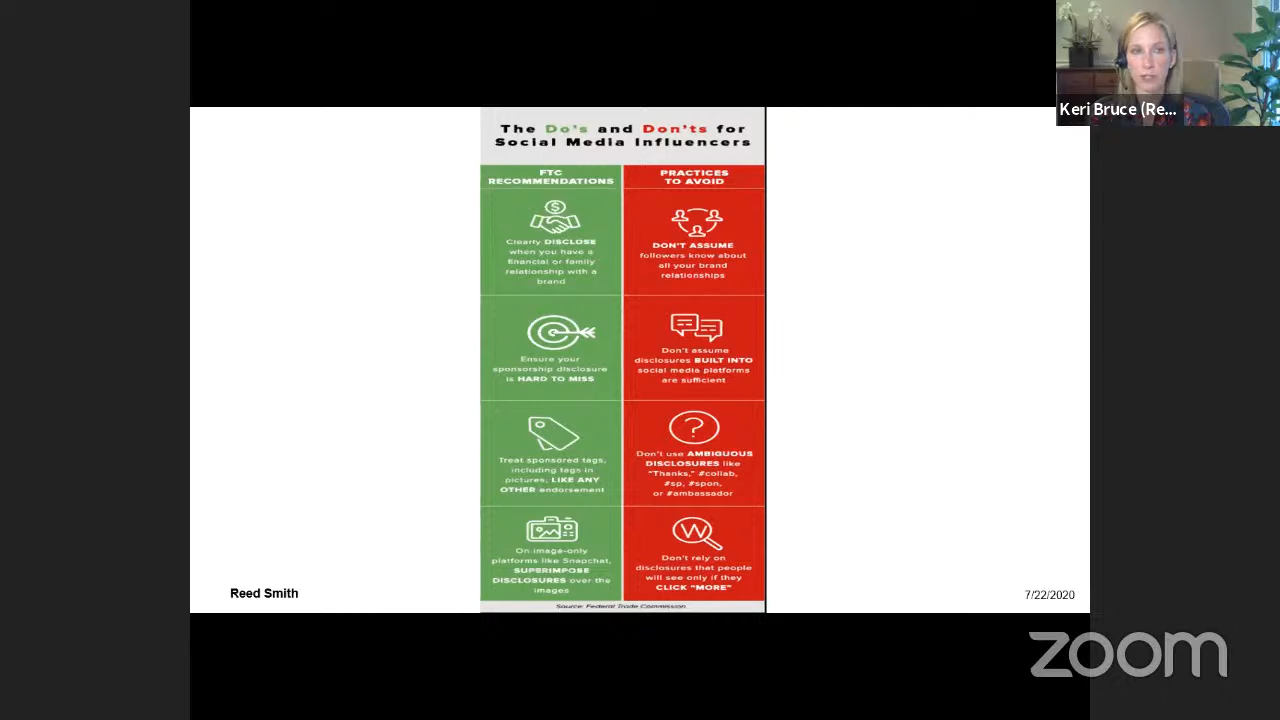 Keri Bruce (Re...
The Do's and Don'ts for
Social Media Influencers
FTC
RECOMMENDATIONS
PRACTICES
TO AVOID
$
Clearly DISCLOSE
when you have a
financial or family
relationship with a
brand
DON'T ASSUME
followers know about
all your brand
relationships
Ensure your
sponsorship disclosure
is HARD TO MISS
Don't assume
disclosures BUILT INTO
social media platforms
are sufficient
Treat sponsored tags,
including tags in
pictures, LIKE ANY
OTHER endorsement
?
Don't use AMBIGUOUS
DISCLOSURES like
"Thanks," #collab,
#sp, #spon,
or #ambassador
On image-only
platforms like Snapchat,
SUPERIMPOSE
DISCLOSURES over the
images
W
Don't rely on
disclosures that people
will see only if they
CLICK "MORE"
Source: Federal Trade Commission
Reed Smith
7/22/2020
zoom